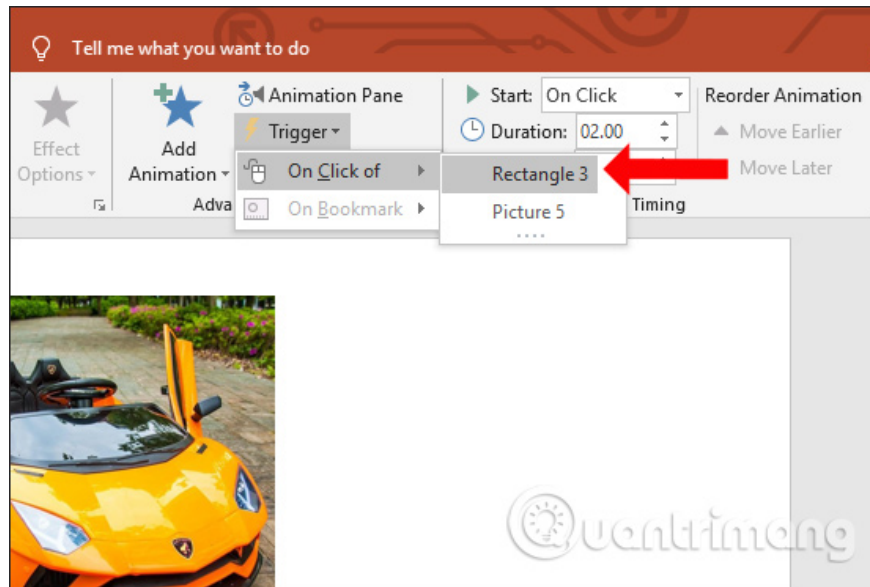 Tell me what you want to do
Effect
Options
Add
Animation
Animation Pane
Trigger
On Click of
On Bookmark
Rectangle 3
Picture 5
Start: On Click
Duration: 02.00
Reorder Animation
Move Earlier
Move Later
Adva
Timing
Quantrimang